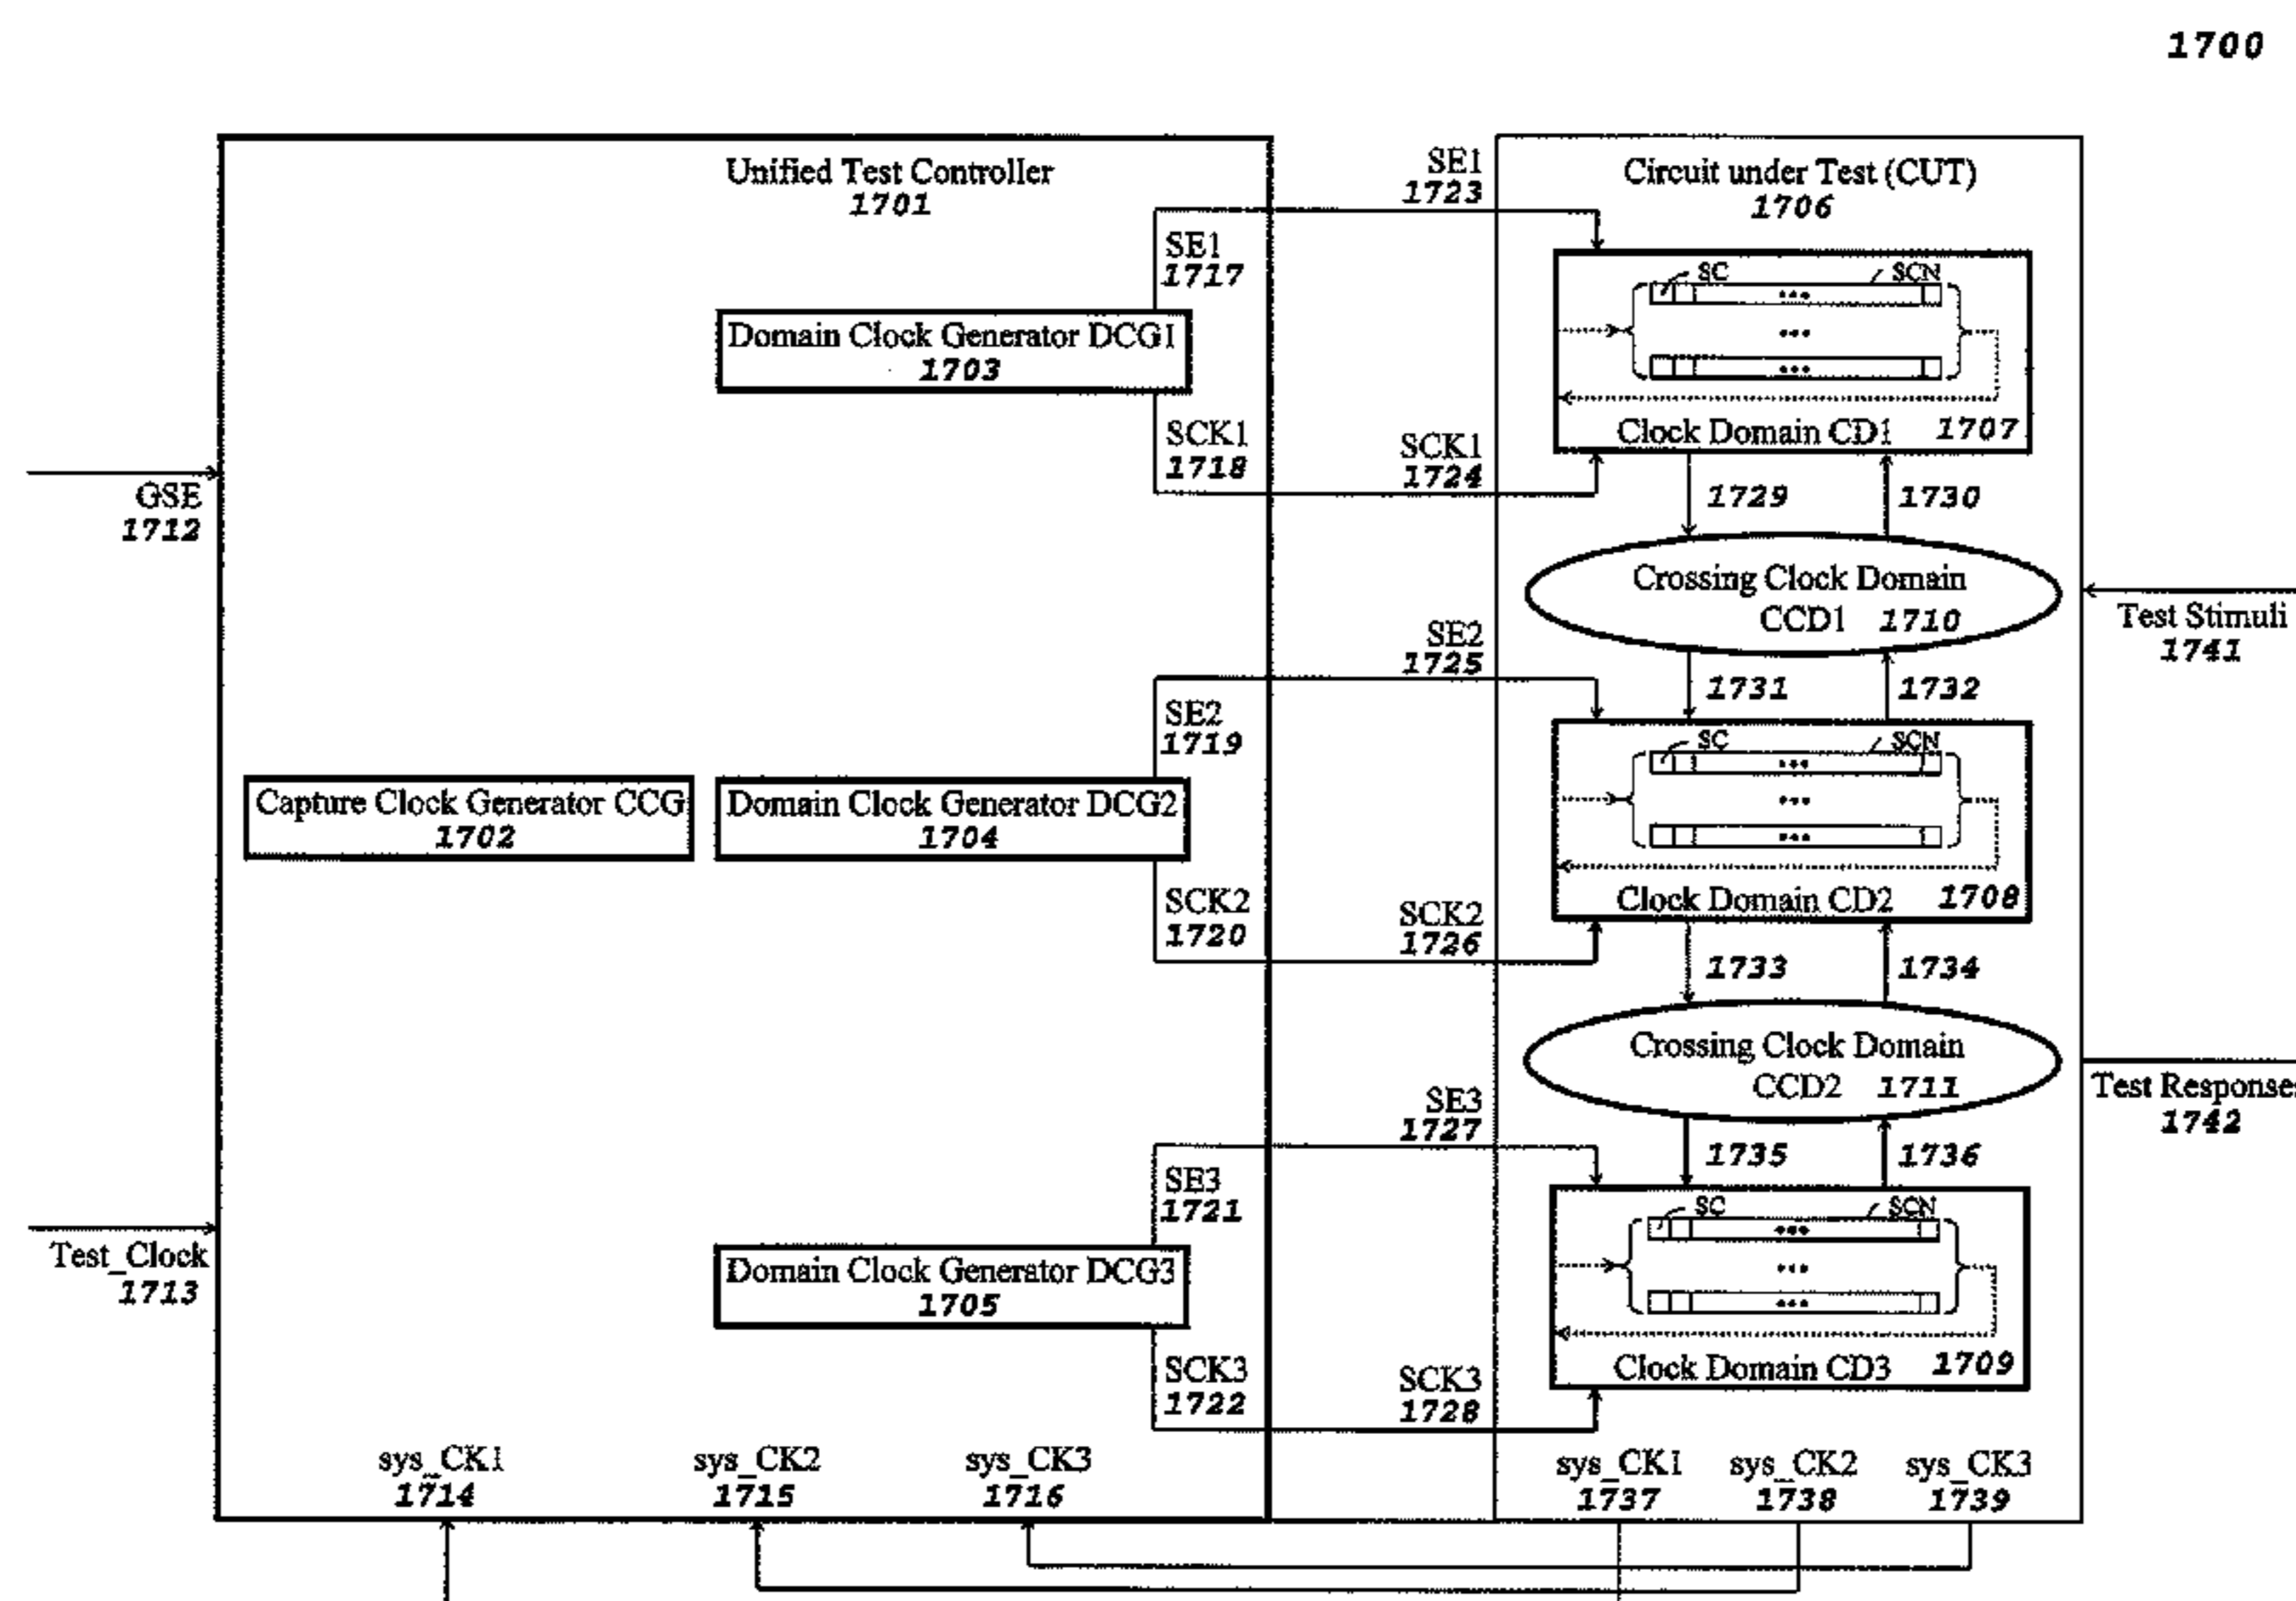 1700
Unified Test Controller
1701
SE1
1723
Circuit under Test (CUT)
1706
SE1
1717
SC
SCN
Domain Clock Generator DCG1
1703
Clock Domain CD1 1707
SCK1
1718
SCK1
1724
GSE
1712
1729
1730
Crossing Clock Domain
CCD1 1710
Test Stimuli
1741
SE2
1725
1731
1732
SE2
1719
SC
SCN
Capture Clock Generator CCG
1702
Domain Clock Generator DCG2
1704
Clock Domain CD2 1708
SCK2
1720
SCK2
1726
1733
1734
Crossing Clock Domain
CCD2 1711
Test Responses
1742
SE3
1727
1735
1736
SE3
1721
SC
SCN
Test_Clock
1713
Domain Clock Generator DCG3
1705
Clock Domain CD3 1709
SCK3
1722
SCK3
1728
sys_CK1
1714
sys_CK2
1715
sys_CK3
1716
sys_CK1
1737
sys_CK2
1738
sys_CK3
1739